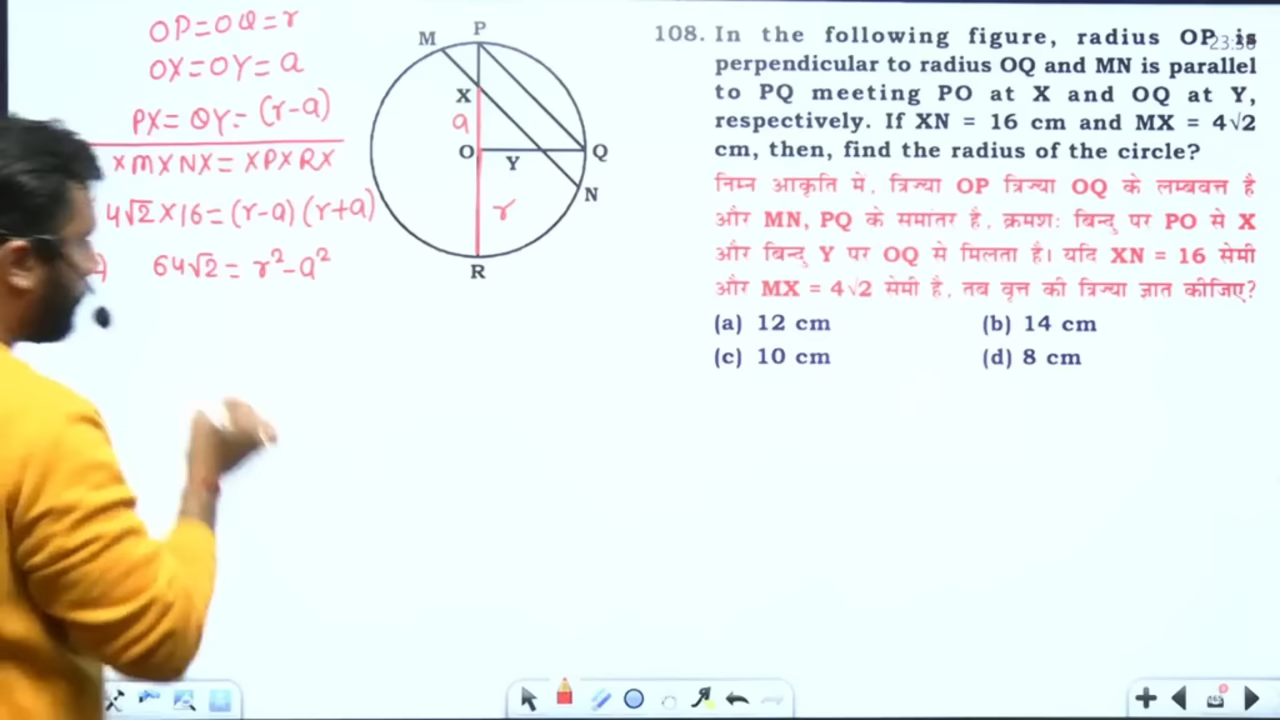 OP=OQ=r
OX=OY=a
PX=QY=(r-a)
XM×NX=XP×RX
4√2×16=(r-a)(r+a)
64√2=r²-a²
M
P
X
a
O
Y
Q
N
r
R
108. In the following figure, radius OP is
perpendicular to radius OQ and MN is parallel
to PQ meeting PO at X and OQ at Y,
respectively. If XN = 16 cm and MX = 4√2
cm, then, find the radius of the circle?
निम्न आकृति में, त्रिज्या OP त्रिज्या OQ के लम्बवत्त है
और MN, PQ के समांतर है, क्रमशः बिन्दु पर PO से X
और बिन्दु Y पर OQ से मिलता है। यदि XN = 16 सेमी
और MX = 4√2 सेमी है, तब वृत्त की त्रिज्या ज्ञात कीजिए?
(a) 12 cm (b) 14 cm
(c) 10 cm (d) 8 cm